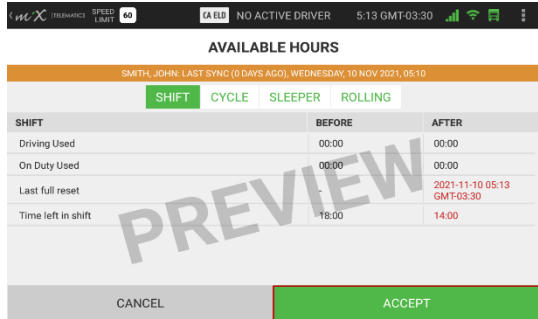 miX TELEMATICS SPEED LIMIT 60 CA ELD NO ACTIVE DRIVER 5:13 GMT-03:30
AVAILABLE HOURS
SMITH, JOHN: LAST SYNC (0 DAYS AGO), WEDNESDAY, 10 NOV 2021, 05:10
SHIFT CYCLE SLEEPER ROLLING
SHIFT BEFORE AFTER
Driving Used 00:00 00:00
On Duty Used 00:00 00:00
Last full reset - 2021-11-10 05:13
GMT-03:30
Time left in shift 18:00 14:00
PREVIEW
CANCEL ACCEPT